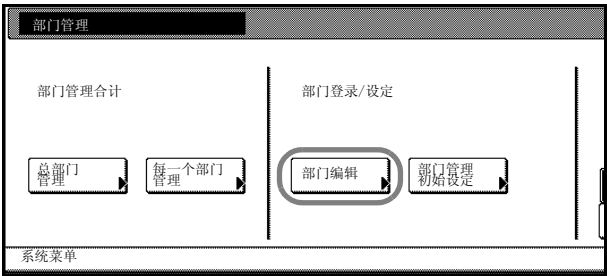 部门管理
部门管理合计
部门登录/设定
总部门
管理
每一个部门
管理
部门编辑
部门管理
初始设定
系统菜单